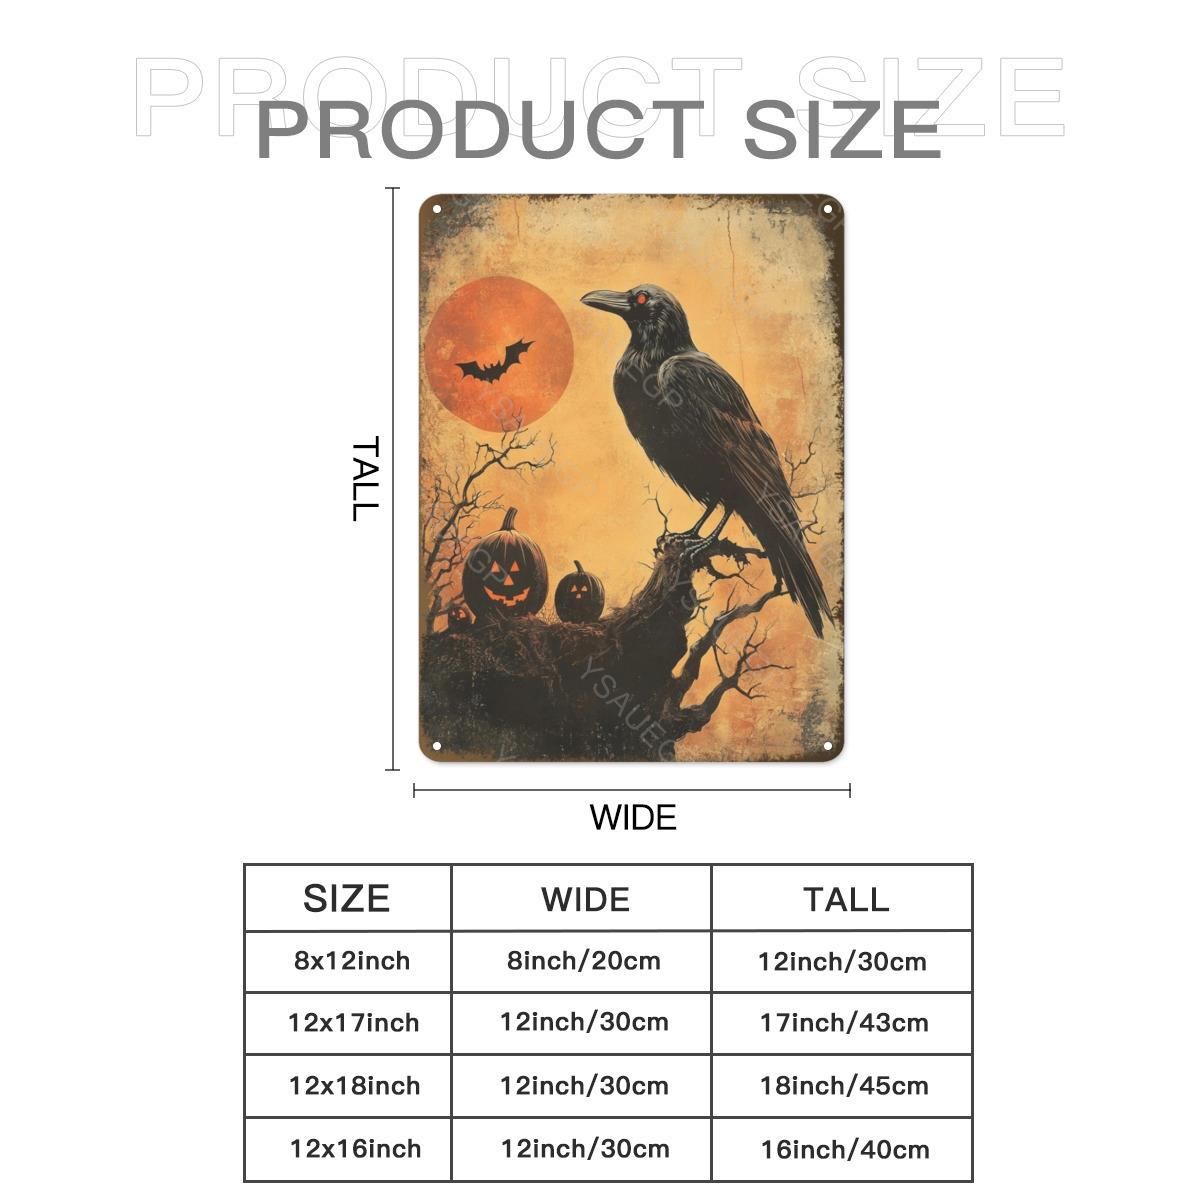 PRODUCT SIZE
PRODUCT SIZE
TALL
YSAUEGP
WIDE
SIZE WIDE TALL
8x12inch 8inch/20cm 12inch/30cm
12x17inch 12inch/30cm 17inch/43cm
12x18inch 12inch/30cm 18inch/45cm
12x16inch 12inch/30cm 16inch/40cm